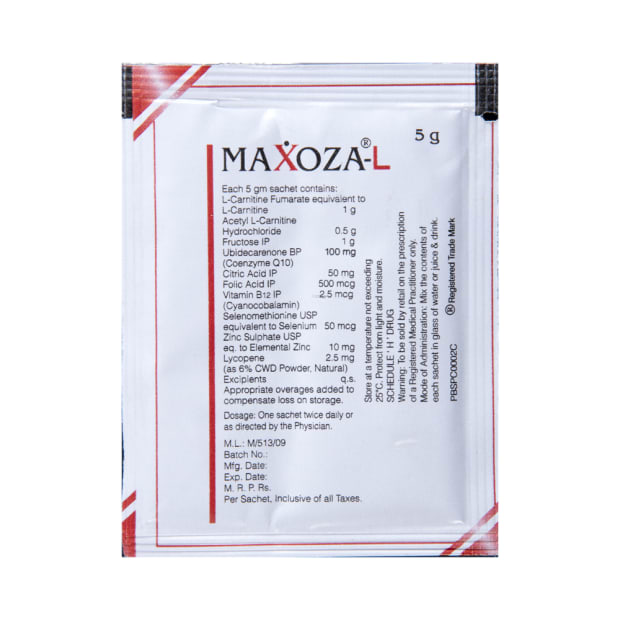 5 g
MAXOZA®-L
Each 5 gm sachet contains:
L-Carnitine Fumarate equivalent to
L-Carnitine 1 g
Acetyl L-Carnitine
Hydrochloride 0.5 g
Fructose IP 1 g
Ubidecarenone BP 100 mg
(Coenzyme Q10)
Citric Acid IP 50 mg
Folic Acid IP 500 mcg
Vitamin B12 IP 2.5 mcg
(Cyanocobalamin)
Selenomethionine USP
equivalent to Selenium 50 mcg
Zinc Sulphate USP
eq. to Elemental Zinc 10 mg
Lycopene 2.5 mg
(as 6% CWD Powder, Natural)
Excipients q.s.
Appropriate overages added to
compensate loss on storage.
Dosage: One sachet twice daily or
as directed by the Physician.
M.L.: M/513/09
Batch No.:
Mfg. Date:
Exp. Date:
M. R. P. Rs.
Per Sachet, Inclusive of all Taxes.
Store at a temperature not exceeding
25°C. Protect from light and moisture.
SCHEDULE 'H' DRUG
Warning: To be sold by retail on the prescription
of a Registered Medical Practitioner only.
Mode of Administration: Mix the contents of
each sachet in glass of water or juice & drink.
PBSPC0002C ® Registered Trade Mark